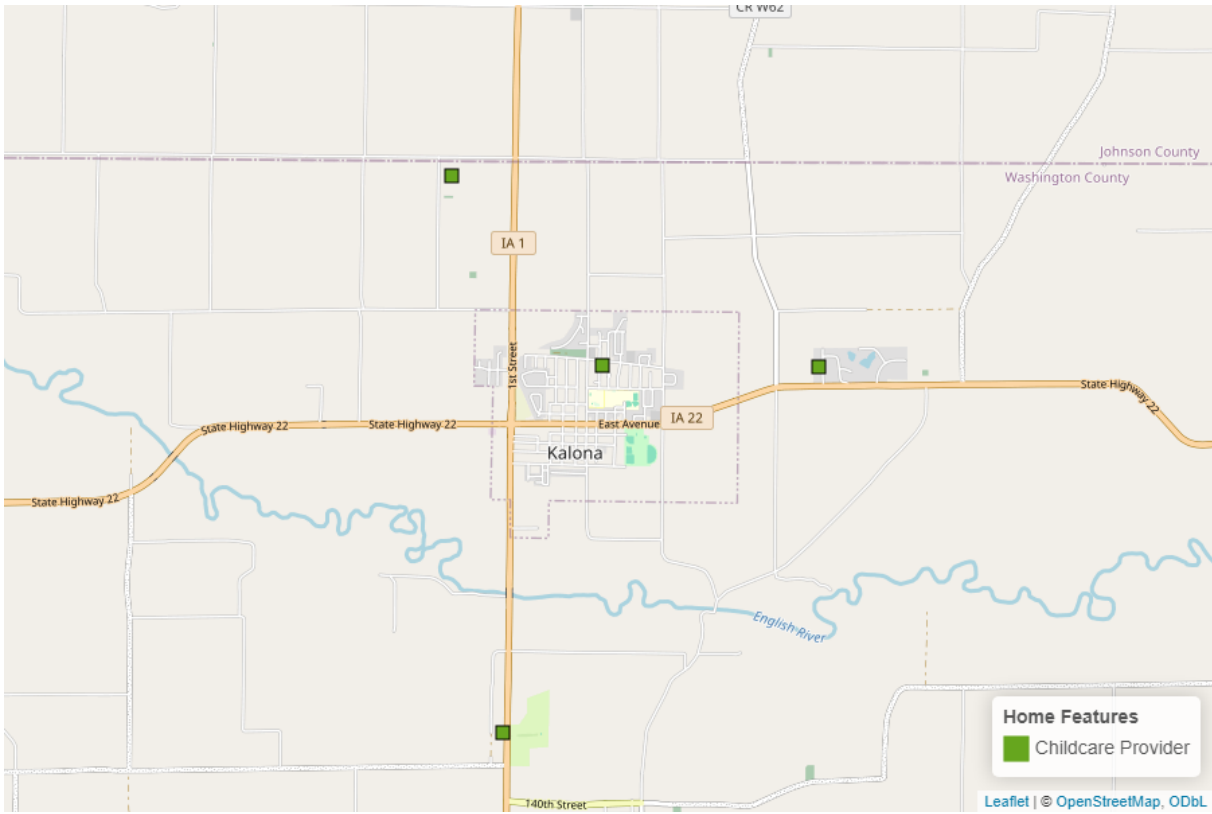 CR W62
Johnson County
Washington County
IA 1
1st Street
State Highway 22
State Highway 22
State Highway 22
East Avenue
IA 22
State Highway 22
Kalona
English River
140th Street
Home Features
Childcare Provider
Leaflet | © OpenStreetMap, ODbL